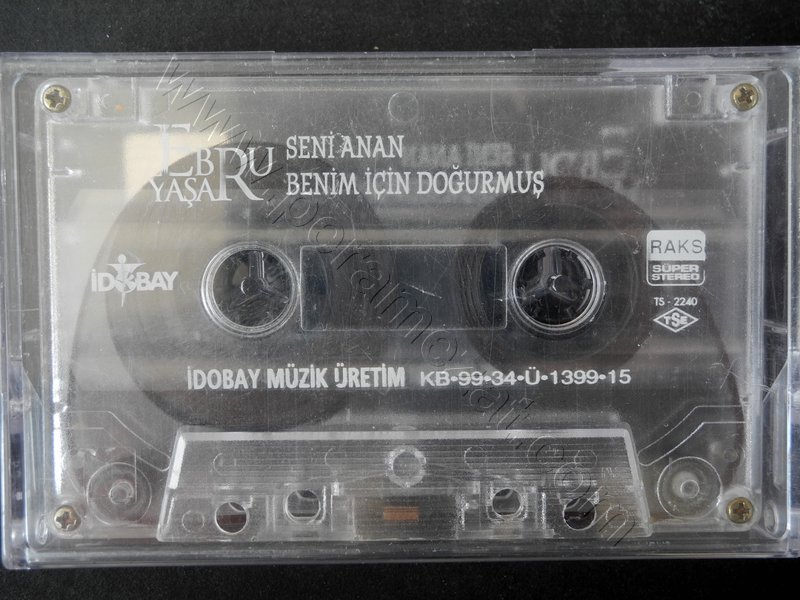 EBRU
YAŞAR
SENİ ANAN
BENİM İÇİN DOĞURMUŞ
İDOBAY
RAKS
SÜPER
STEREO
TS - 2240
TSE
İDOBAY MÜZİK ÜRETİM KB•99•34•Ü•1399•15